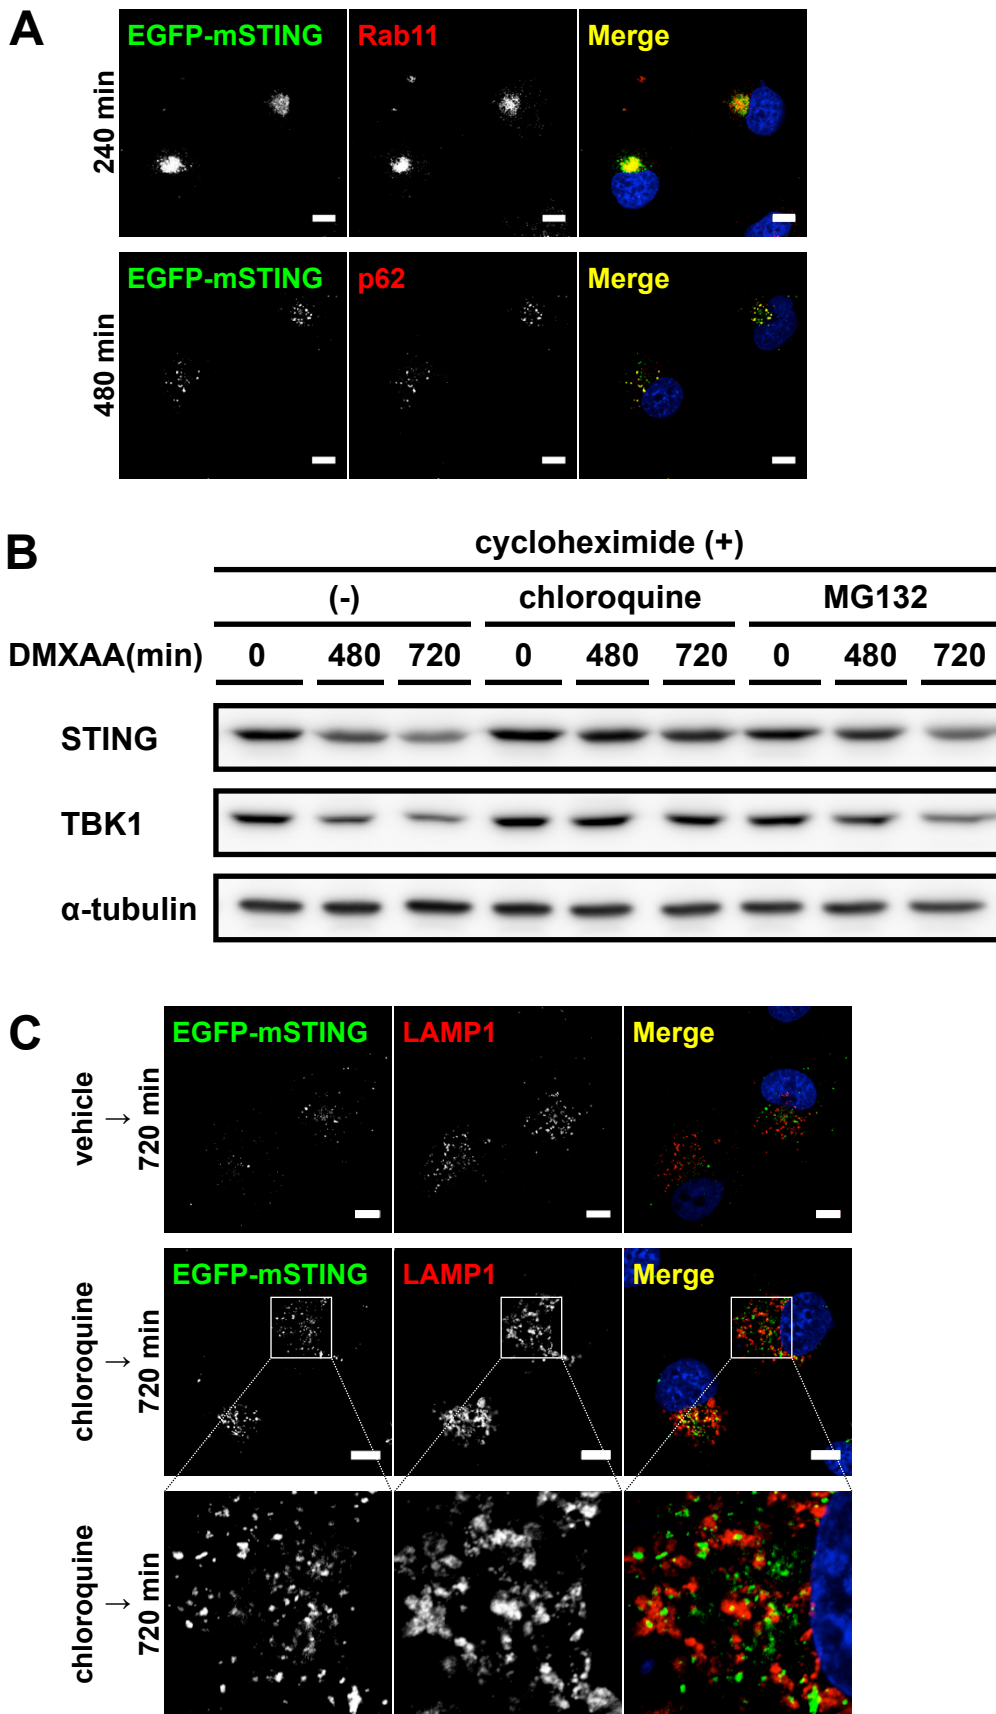 A
EGFP-mSTING Rab11 Merge
240 min
EGFP-mSTING p62 Merge
480 min
B
cycloheximide (+)
(-) chloroquine MG132
DMXAA(min) 0 480 720 0 480 720 0 480 720
STING
TBK1
α-tubulin
C
EGFP-mSTING LAMP1 Merge
vehicle → 720 min
EGFP-mSTING LAMP1 Merge
chloroquine → 720 min
chloroquine → 720 min